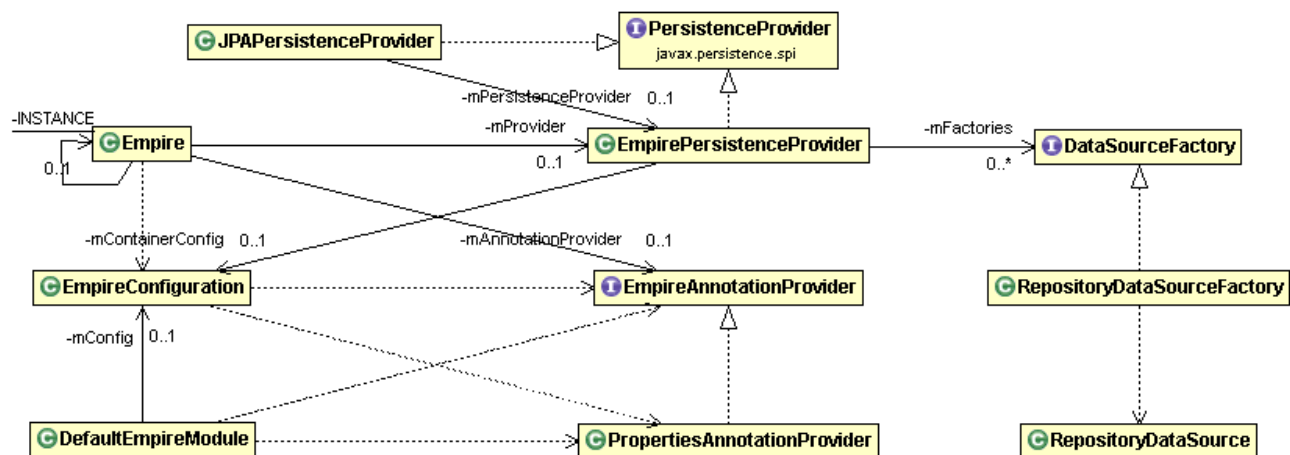 JPAPersistenceProvider
PersistenceProvider
javax.persistence.spi
-mPersistenceProvider 0..1
-INSTANCE
Empire
0..1
-mProvider
0..1
EmpirePersistenceProvider
-mFactories
0..*
DataSourceFactory
-mContainerConfig 0..1
-mAnnotationProvider 0..1
EmpireConfiguration
EmpireAnnotationProvider
RepositoryDataSourceFactory
-mConfig 0..1
DefaultEmpireModule
PropertiesAnnotationProvider
RepositoryDataSource